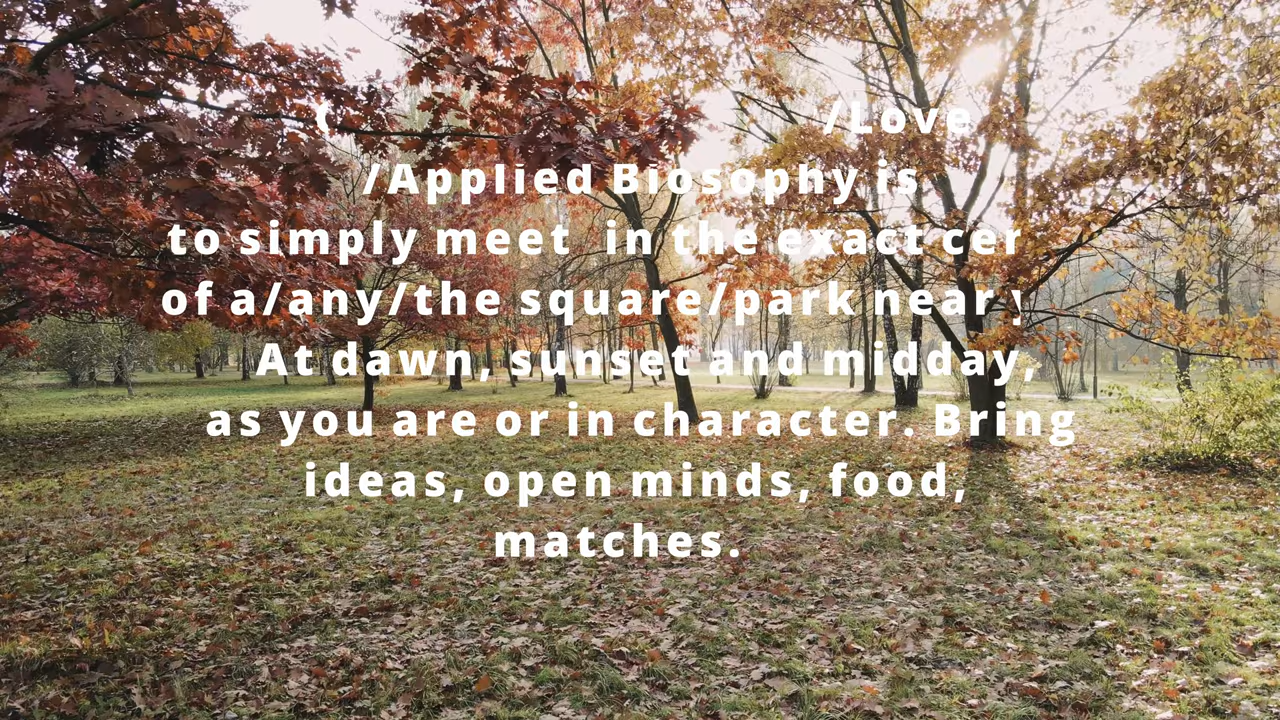 /Love
/Applied Biosophy is
to simply meet in the exact
of a/any/the square/park near
At dawn, sunset and midday,
as you are or in character. Bring
ideas, open minds, food,
matches.